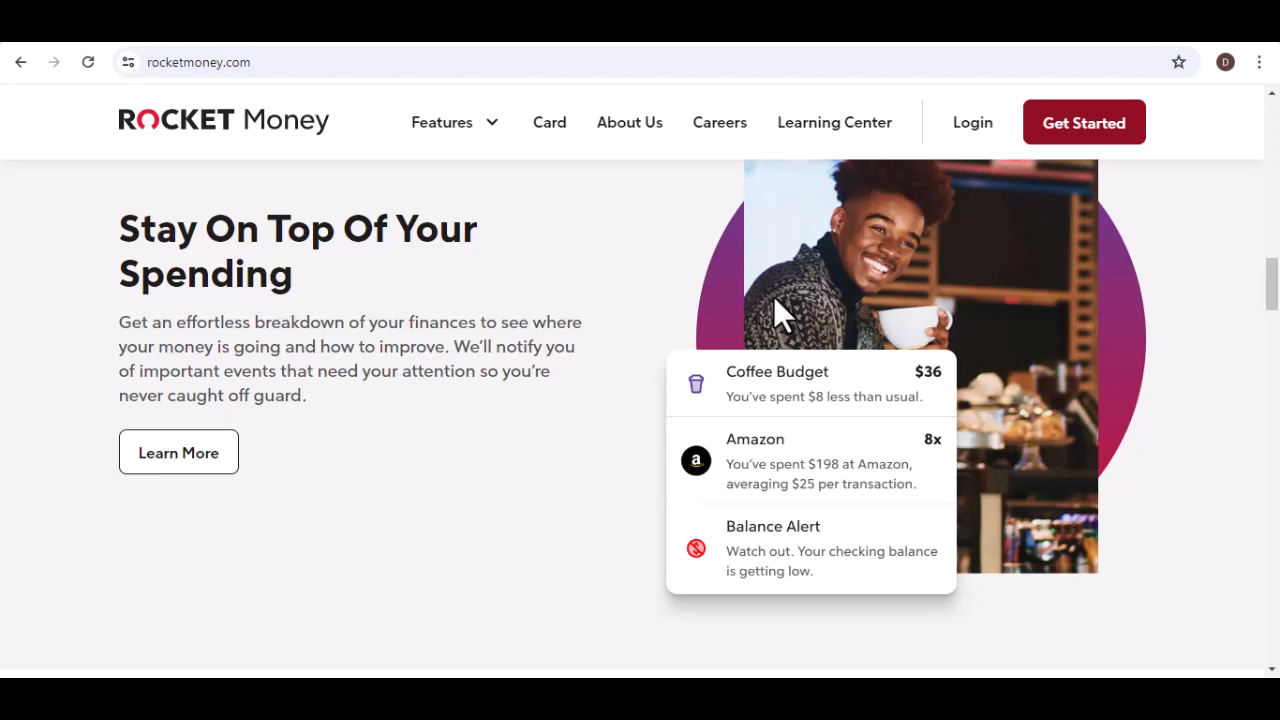 rocketmoney.com
D
ROCKET Money
Features
Card
About Us
Careers
Learning Center
Login
Get Started
Stay On Top Of Your
Spending
Get an effortless breakdown of your finances to see where
your money is going and how to improve. We’ll notify you
of important events that need your attention so you’re
never caught off guard.
Learn More
Coffee Budget $36
You’ve spent $8 less than usual.
a
Amazon 8x
You’ve spent $198 at Amazon,
averaging $25 per transaction.
Balance Alert
Watch out. Your checking balance
is getting low.